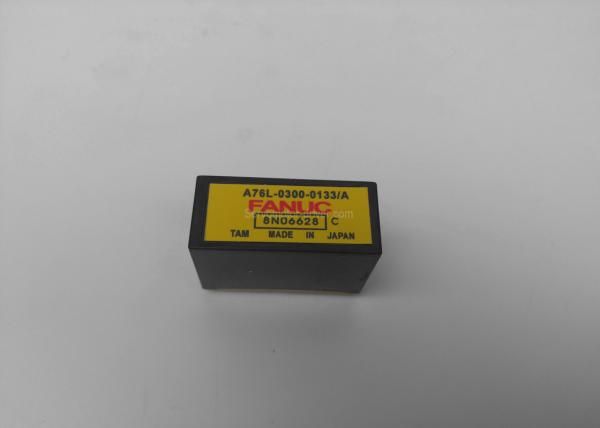 A76L-0300-0133/A
FANUC
8N06628 C
TAM MADE IN JAPAN